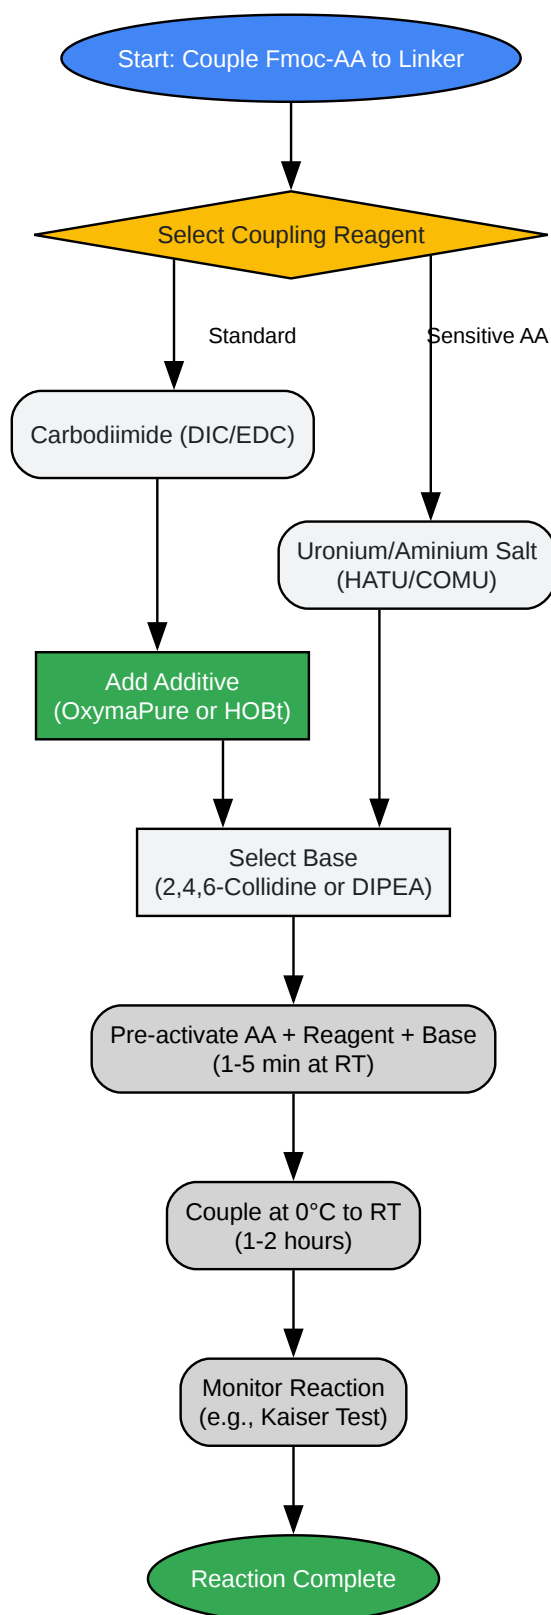 Start: Couple Fmoc-AA to Linker
Select Coupling Reagent
Standard
Sensitive AA
Carbodiimide (DIC/EDC)
Uronium/Aminium Salt
(HATU/COMU)
Add Additive
(OxymaPure or HOBt)
Select Base
(2,4,6-Collidine or DIPEA)
Pre-activate AA + Reagent + Base
(1-5 min at RT)
Couple at 0°C to RT
(1-2 hours)
Monitor Reaction
(e.g., Kaiser Test)
Reaction Complete